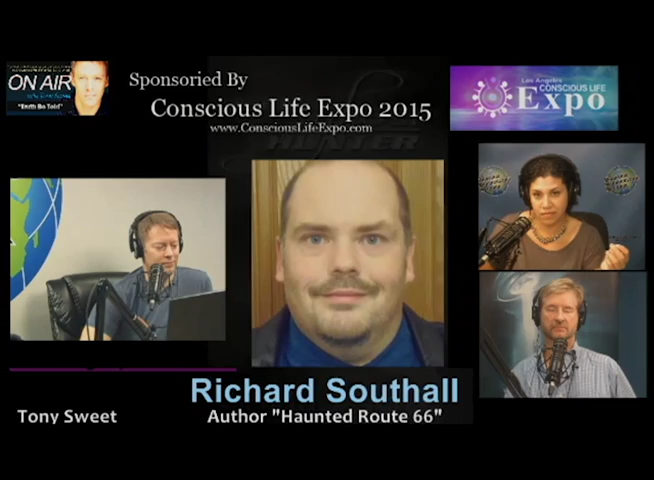 ON AIR
"Truth Be Told"
Sponsoried By
Conscious Life Expo 2015
www.ConsciousLifeExpo.com
HUNTER
Los Angeles
CONSCIOUS LIFE
Expo
Richard Southall
Tony Sweet
Author "Haunted Route 66"